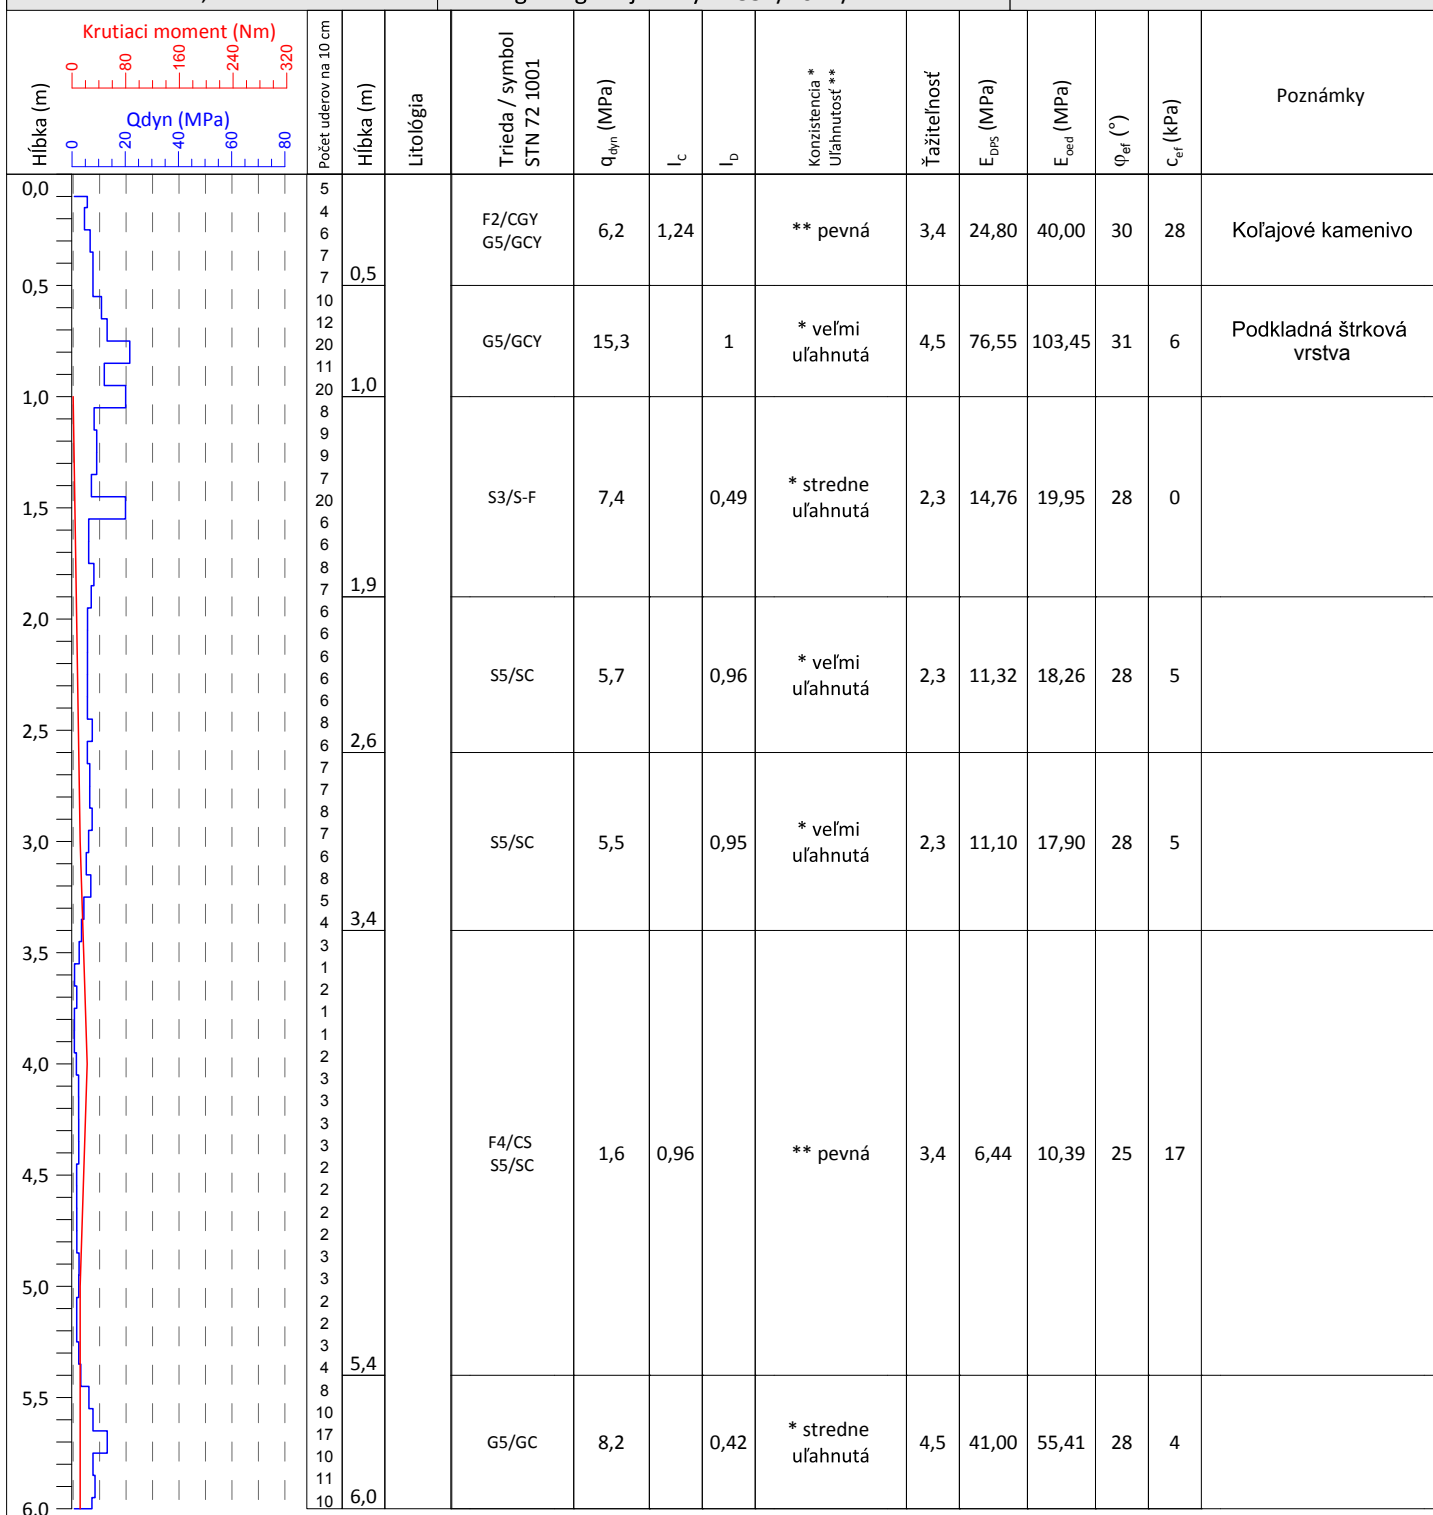 Krutiaci moment (Nm)
0 80 160 240 320
Qdyn (MPa)
0 20 40 60 80
Hĺbka (m)
Počet uderov na 10 cm
Hĺbka (m)
Litológia
Trieda / symbol
STN 72 1001
qdyn (MPa)
IC
ID
Konzistencia *
Uľahnutosť **
Ťažiteľnosť
EDPS (MPa)
Eoed (MPa)
φef (°)
cef (kPa)
Poznámky
0,0
0,5
1,0
1,5
2,0
2,5
3,0
3,5
4,0
4,5
5,0
5,5
6,0
5
4
6
7
7
0,5
F2/CGY
G5/GCY
6,2 1,24 ** pevná 3,4 24,80 40,00 30 28 Koľajové kamenivo
10
12
20
11
20
1,0
G5/GCY 15,3 1 * veľmi
uľahnutá
4,5 76,55 103,45 31 6 Podkladná štrková
vrstva
8
9
9
7
20
6
6
8
7
1,9
S3/S-F 7,4 0,49 * stredne
uľahnutá
2,3 14,76 19,95 28 0
6
6
6
6
6
8
6
2,6
S5/SC 5,7 0,96 * veľmi
uľahnutá
2,3 11,32 18,26 28 5
7
7
8
7
6
8
5
4
3,4
S5/SC 5,5 0,95 * veľmi
uľahnutá
2,3 11,10 17,90 28 5
3
1
2
1
1
2
3
3
3
3
2
2
2
2
3
3
2
2
3
4
5,4
F4/CS
S5/SC
1,6 0,96 ** pevná 3,4 6,44 10,39 25 17
8
10
17
10
11
10
6,0
G5/GC 8,2 0,42 * stredne
uľahnutá
4,5 41,00 55,41 28 4